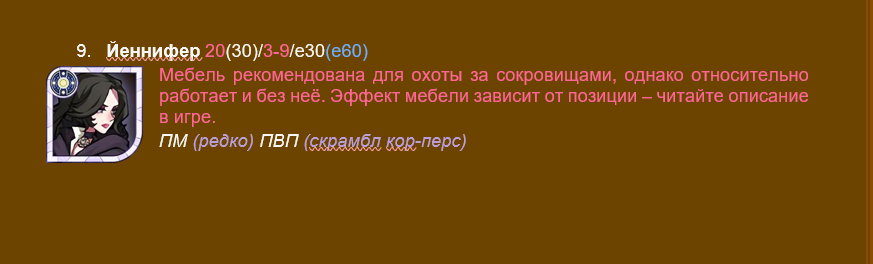 9. Йеннифер 20(30)/3-9/е30(е60)
Мебель рекомендована для охоты за сокровищами, однако относительно
работает и без неё. Эффект мебели зависит от позиции – читайте описание
в игре.
ПМ (редко) ПВП (скрамбл кор-перс)